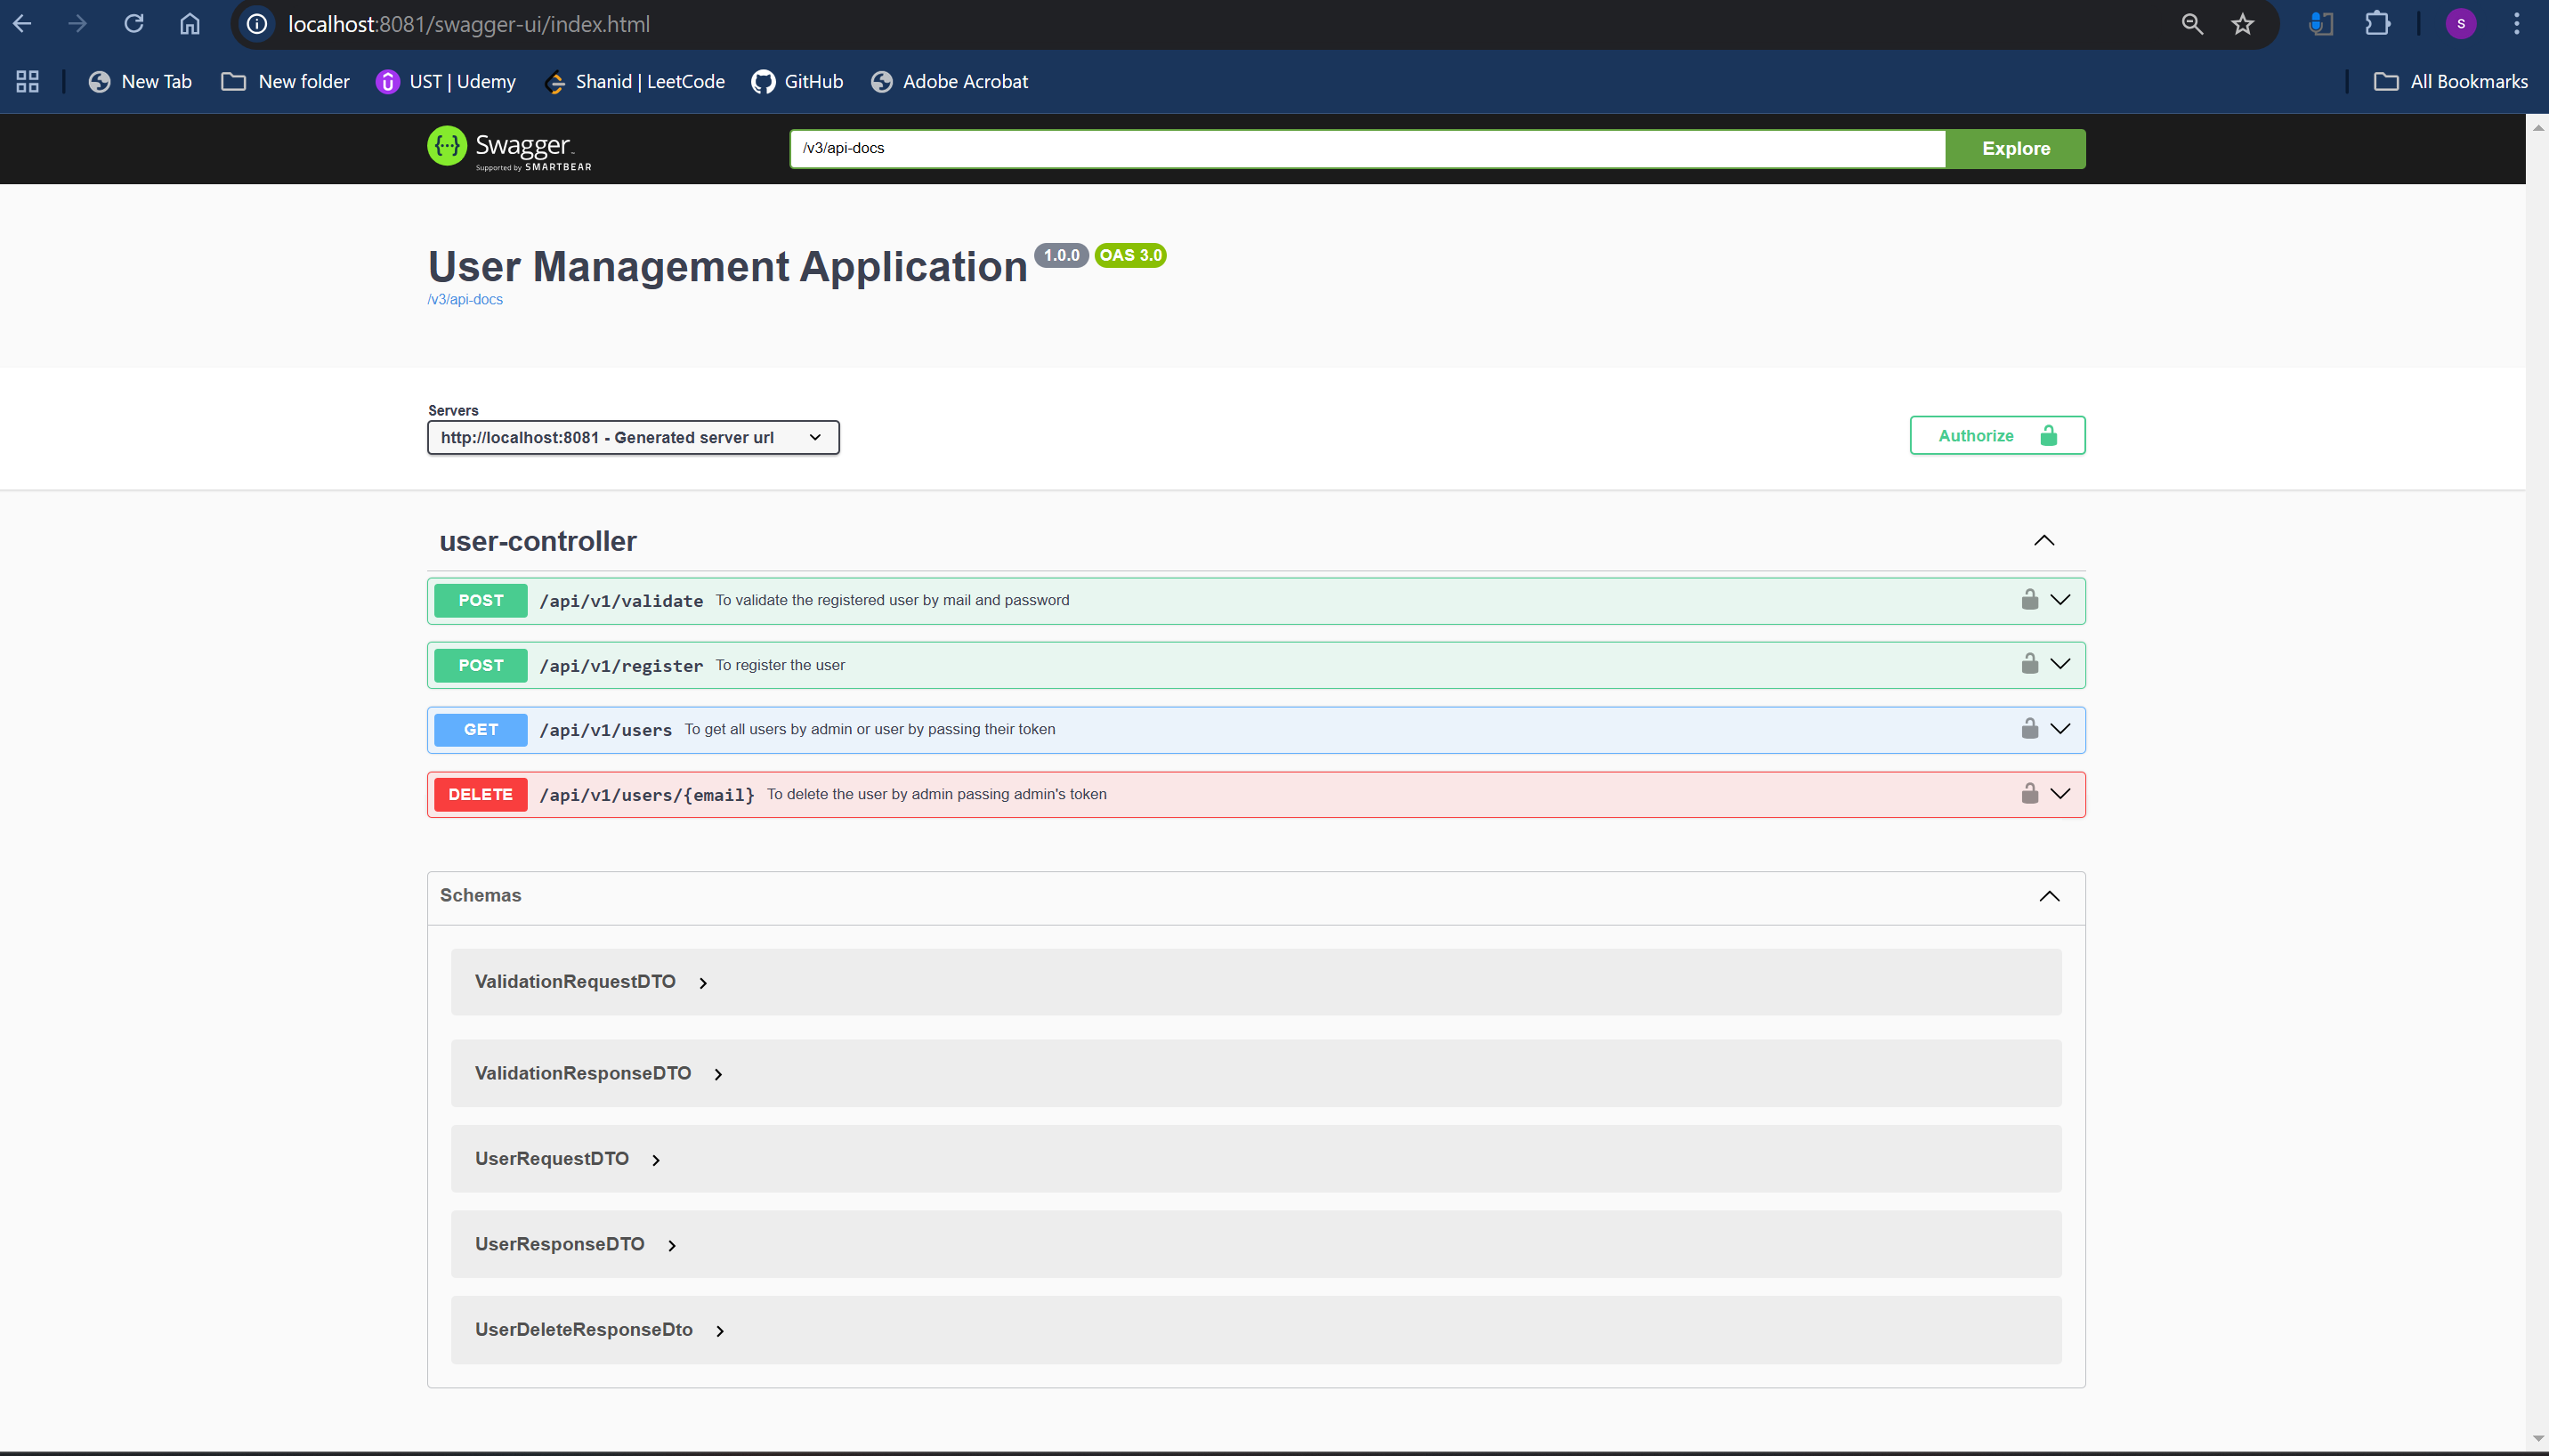 localhost:8081/swagger-ui/index.html
S
New Tab
New folder
UST | Udemy
Shanid | LeetCode
GitHub
Adobe Acrobat
All Bookmarks
Swagger
Supported by SMARTBEAR
/v3/api-docs
Explore
User Management Application 1.0.0 OAS 3.0
/v3/api-docs
Servers
http://localhost:8081 - Generated server url
Authorize
user-controller
POST /api/v1/validate To validate the registered user by mail and password
POST /api/v1/register To register the user
GET /api/v1/users To get all users by admin or user by passing their token
DELETE /api/v1/users/{email} To delete the user by admin passing admin's token
Schemas
ValidationRequestDTO
ValidationResponseDTO
UserRequestDTO
UserResponseDTO
UserDeleteResponseDto